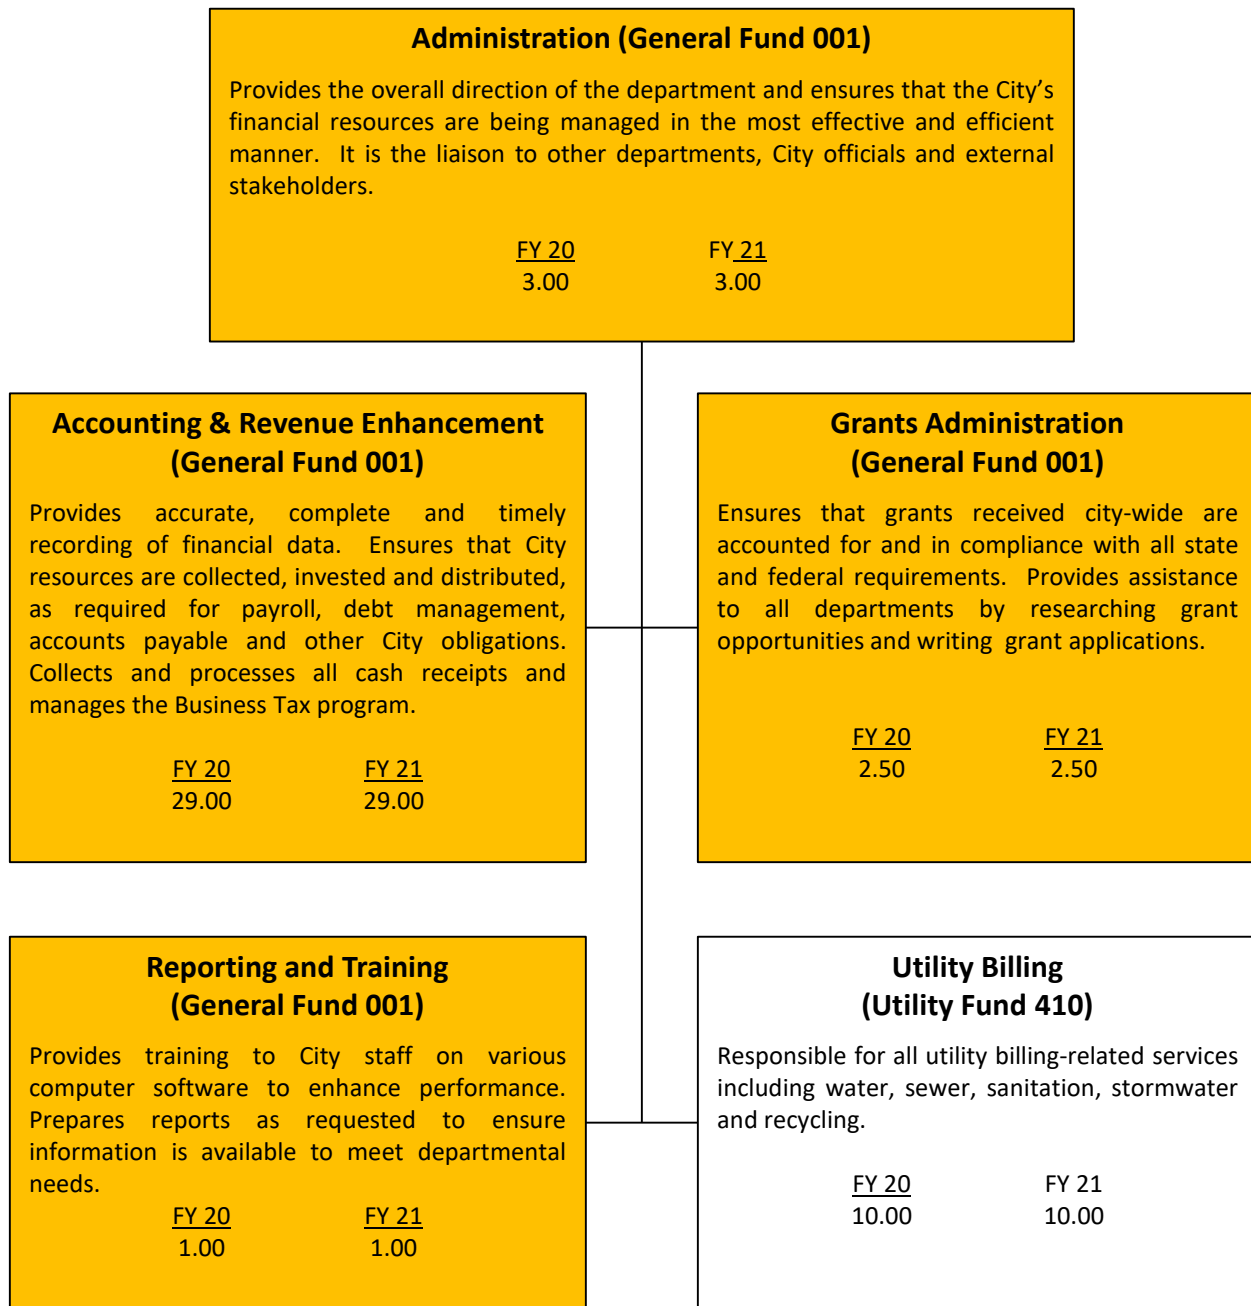 Administration (General Fund 001)
Provides the overall direction of the department and ensures that the City’s
financial resources are being managed in the most effective and efficient
manner.  It is the liaison to other departments, City officials and external
stakeholders.
FY 20 FY 21
3.00 3.00
Accounting & Revenue Enhancement
(General Fund 001)
Provides accurate, complete and timely
recording of financial data.  Ensures that City
resources are collected, invested and distributed,
as required for payroll, debt management,
accounts payable and other City obligations.
Collects and processes all cash receipts and
manages the Business Tax program.
FY 20 FY 21
29.00 29.00
Grants Administration
(General Fund 001)
Ensures that grants received city-wide are
accounted for and in compliance with all state
and federal requirements.  Provides assistance
to all departments by researching grant
opportunities and writing  grant applications.
FY 20 FY 21
2.50 2.50
Reporting and Training
(General Fund 001)
Provides training to City staff on various
computer software to enhance performance.
Prepares reports as requested to ensure
information is available to meet departmental
needs.
FY 20 FY 21
1.00 1.00
Utility Billing
(Utility Fund 410)
Responsible for all utility billing-related services
including water, sewer, sanitation, stormwater
and recycling.
FY 20 FY 21
10.00 10.00